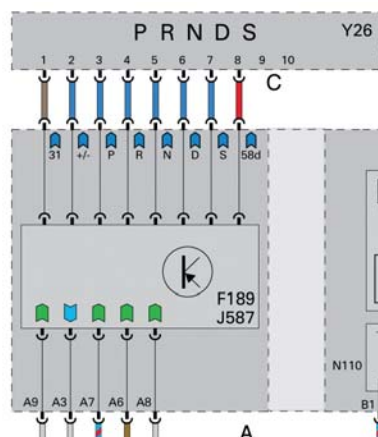 P R N D S Y26
1 2 3 4 5 6 7 8 9 10
C
31 +/- P R N D S 58d
F189
J587
N110
A9 A3 A7 A6 A8 B1
A